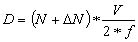 D = (N + ΔN) * V / 2 * f